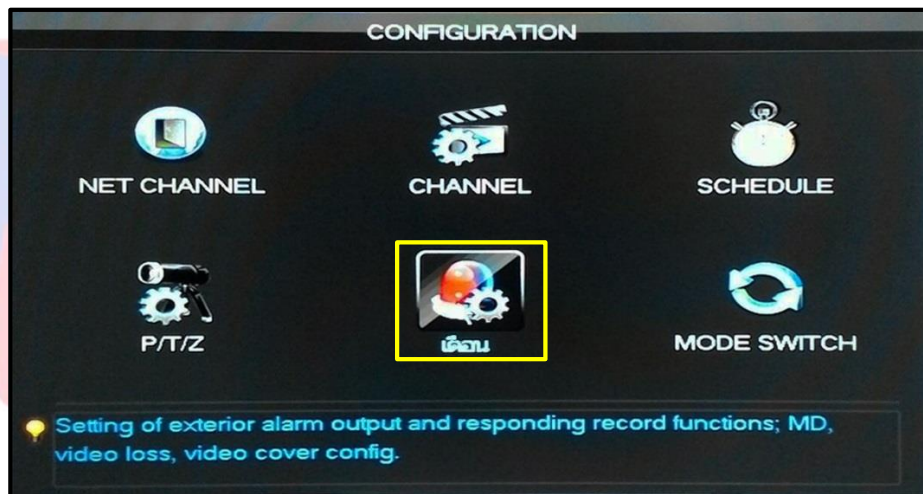 CONFIGURATION
NET CHANNEL
CHANNEL
SCHEDULE
P/T/Z
เตือน
MODE SWITCH
Setting of exterior alarm output and responding record functions; MD,
video loss, video cover config.